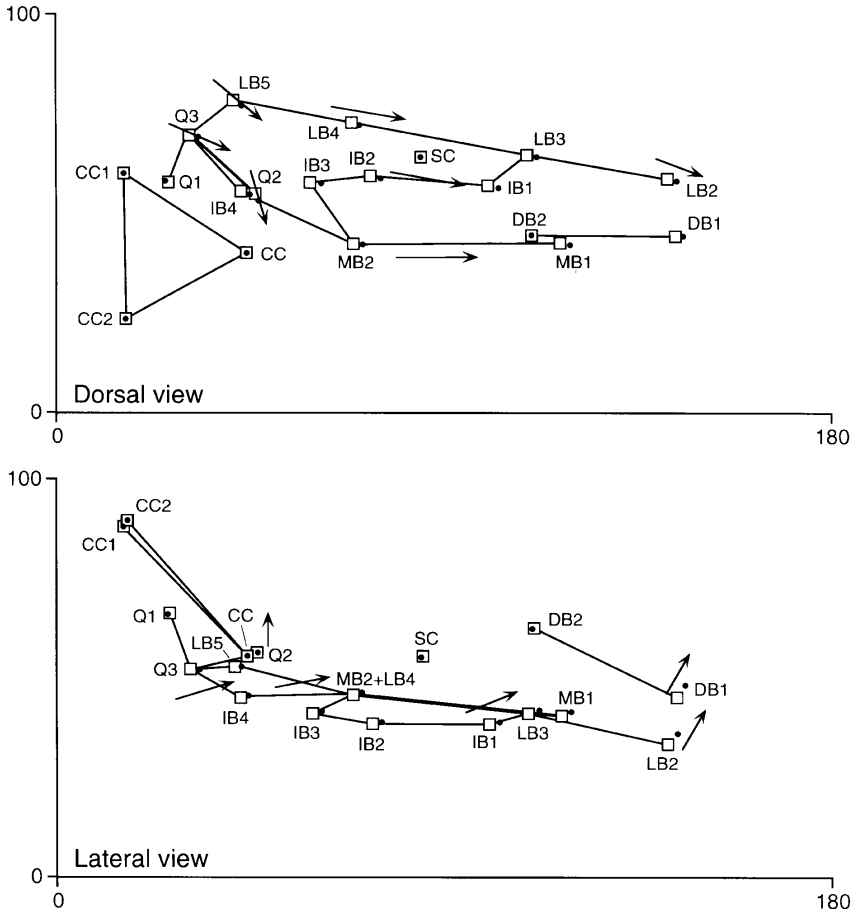 100
LB5
Q3
LB4
LB3
CC1
Q1
IB3
IB2
SC
Q2
IB4
IB1
LB2
CC
MB2
DB2
MB1
DB1
CC2
Dorsal view
0
0
180
100
CC2
CC1
Q1
CC
LB5
Q2
SC
DB2
Q3
MB2+LB4
MB1
DB1
IB4
IB3
IB2
IB1
LB3
LB2
Lateral view
0
0
180